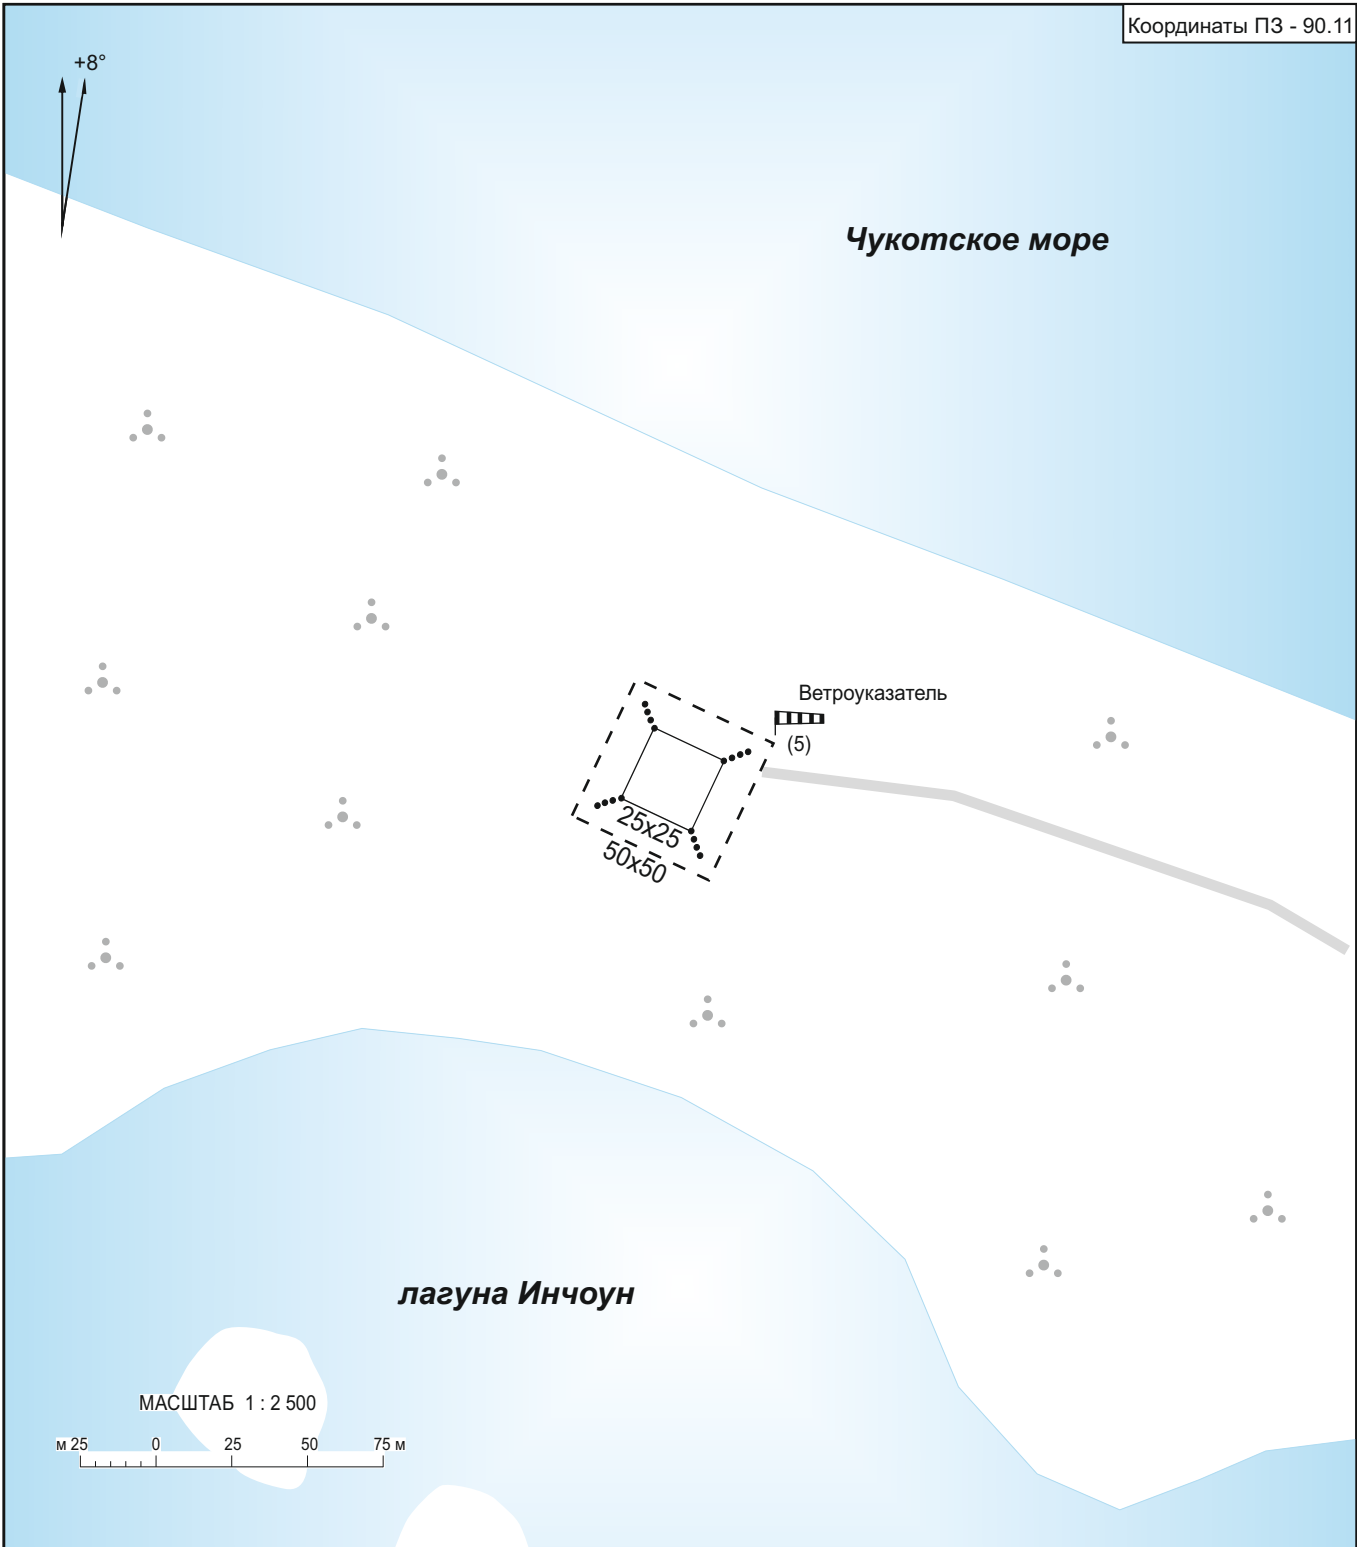 Координаты ПЗ - 90.11
+8°
Чукотское море
Ветроуказатель
(5)
25x25
50x50
лагуна Инчоун
МАСШТАБ 1 : 2 500
м 25 0 25 50 75 м